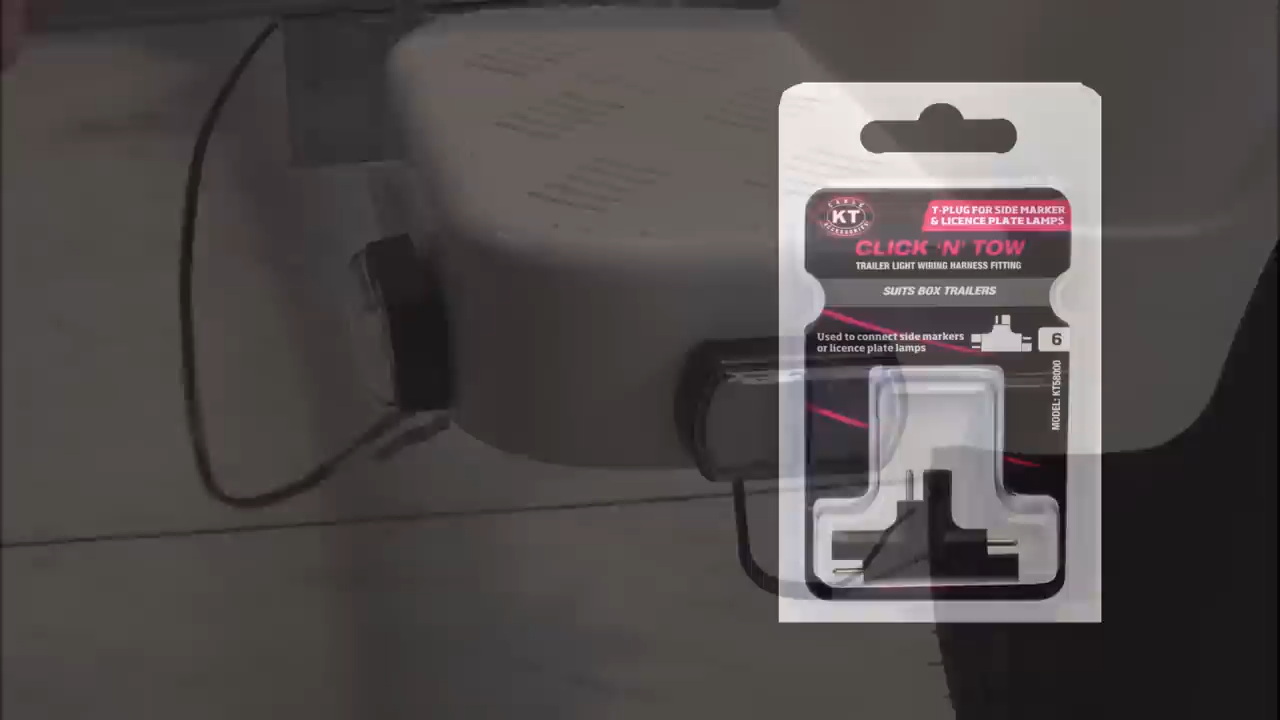 CABLE
KT
ACCESSORIES
T-PLUG FOR SIDE MARKER
& LICENCE PLATE LAMPS
CLICK 'N' TOW
TRAILER LIGHT WIRING HARNESS FITTING
SUITS BOX TRAILERS
Used to connect side markers
or licence plate lamps
6
MODEL: KT58000